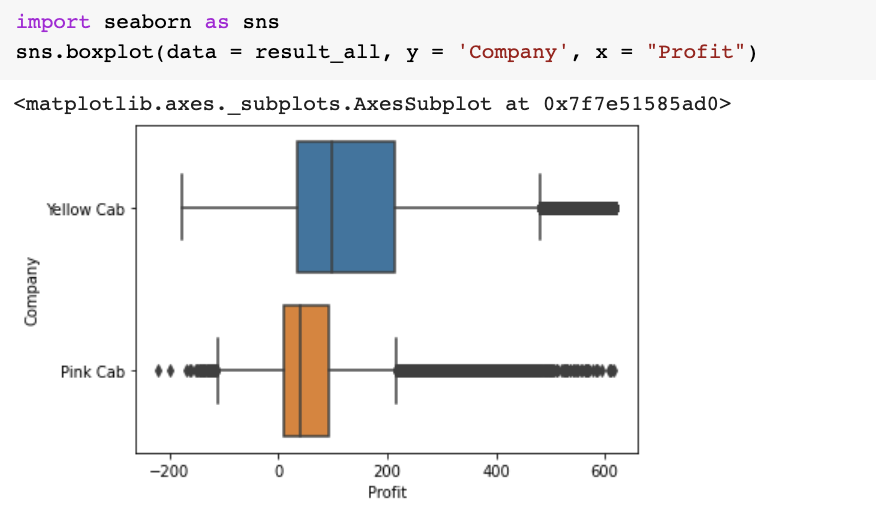 import seaborn as sns
sns.boxplot(data = result_all, y = 'Company', x = "Profit")
<matplotlib.axes._subplots.AxesSubplot at 0x7f7e51585ad0>
Yellow Cab
Company
Pink Cab
−200 0 200 400 600
Profit